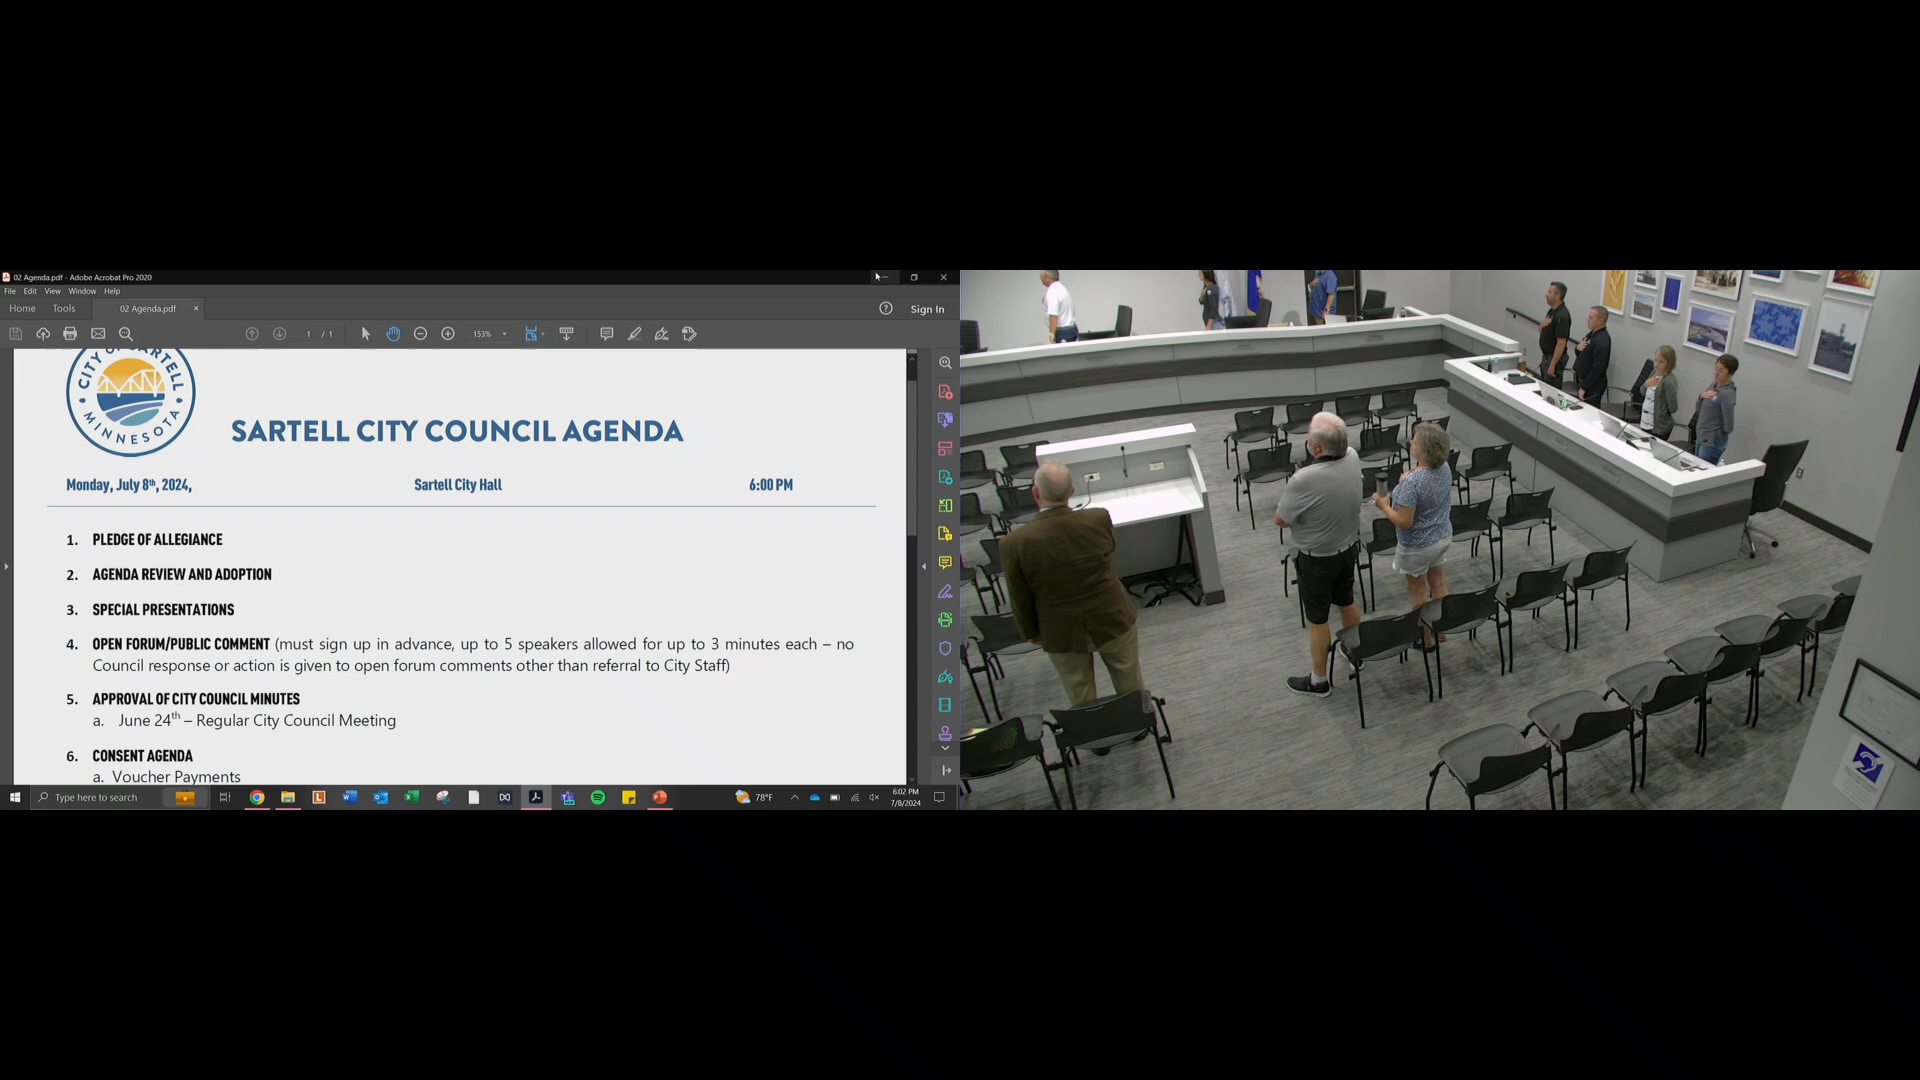 02 Agenda.pdf - Adobe Acrobat Pro 2020
File Edit View Window Help
Home Tools 02 Agenda.pdf × Sign In
1 / 1 153%
CITY OF SARTELL
MINNESOTA
SARTELL CITY COUNCIL AGENDA
Monday, July 8th, 2024, Sartell City Hall 6:00 PM
1. PLEDGE OF ALLEGIANCE
2. AGENDA REVIEW AND ADOPTION
3. SPECIAL PRESENTATIONS
4. OPEN FORUM/PUBLIC COMMENT (must sign up in advance, up to 5 speakers allowed for up to 3 minutes each – no
Council response or action is given to open forum comments other than referral to City Staff)
5. APPROVAL OF CITY COUNCIL MINUTES
a. June 24th – Regular City Council Meeting
6. CONSENT AGENDA
a. Voucher Payments
Type here to search
78°F
6:02 PM
7/8/2024